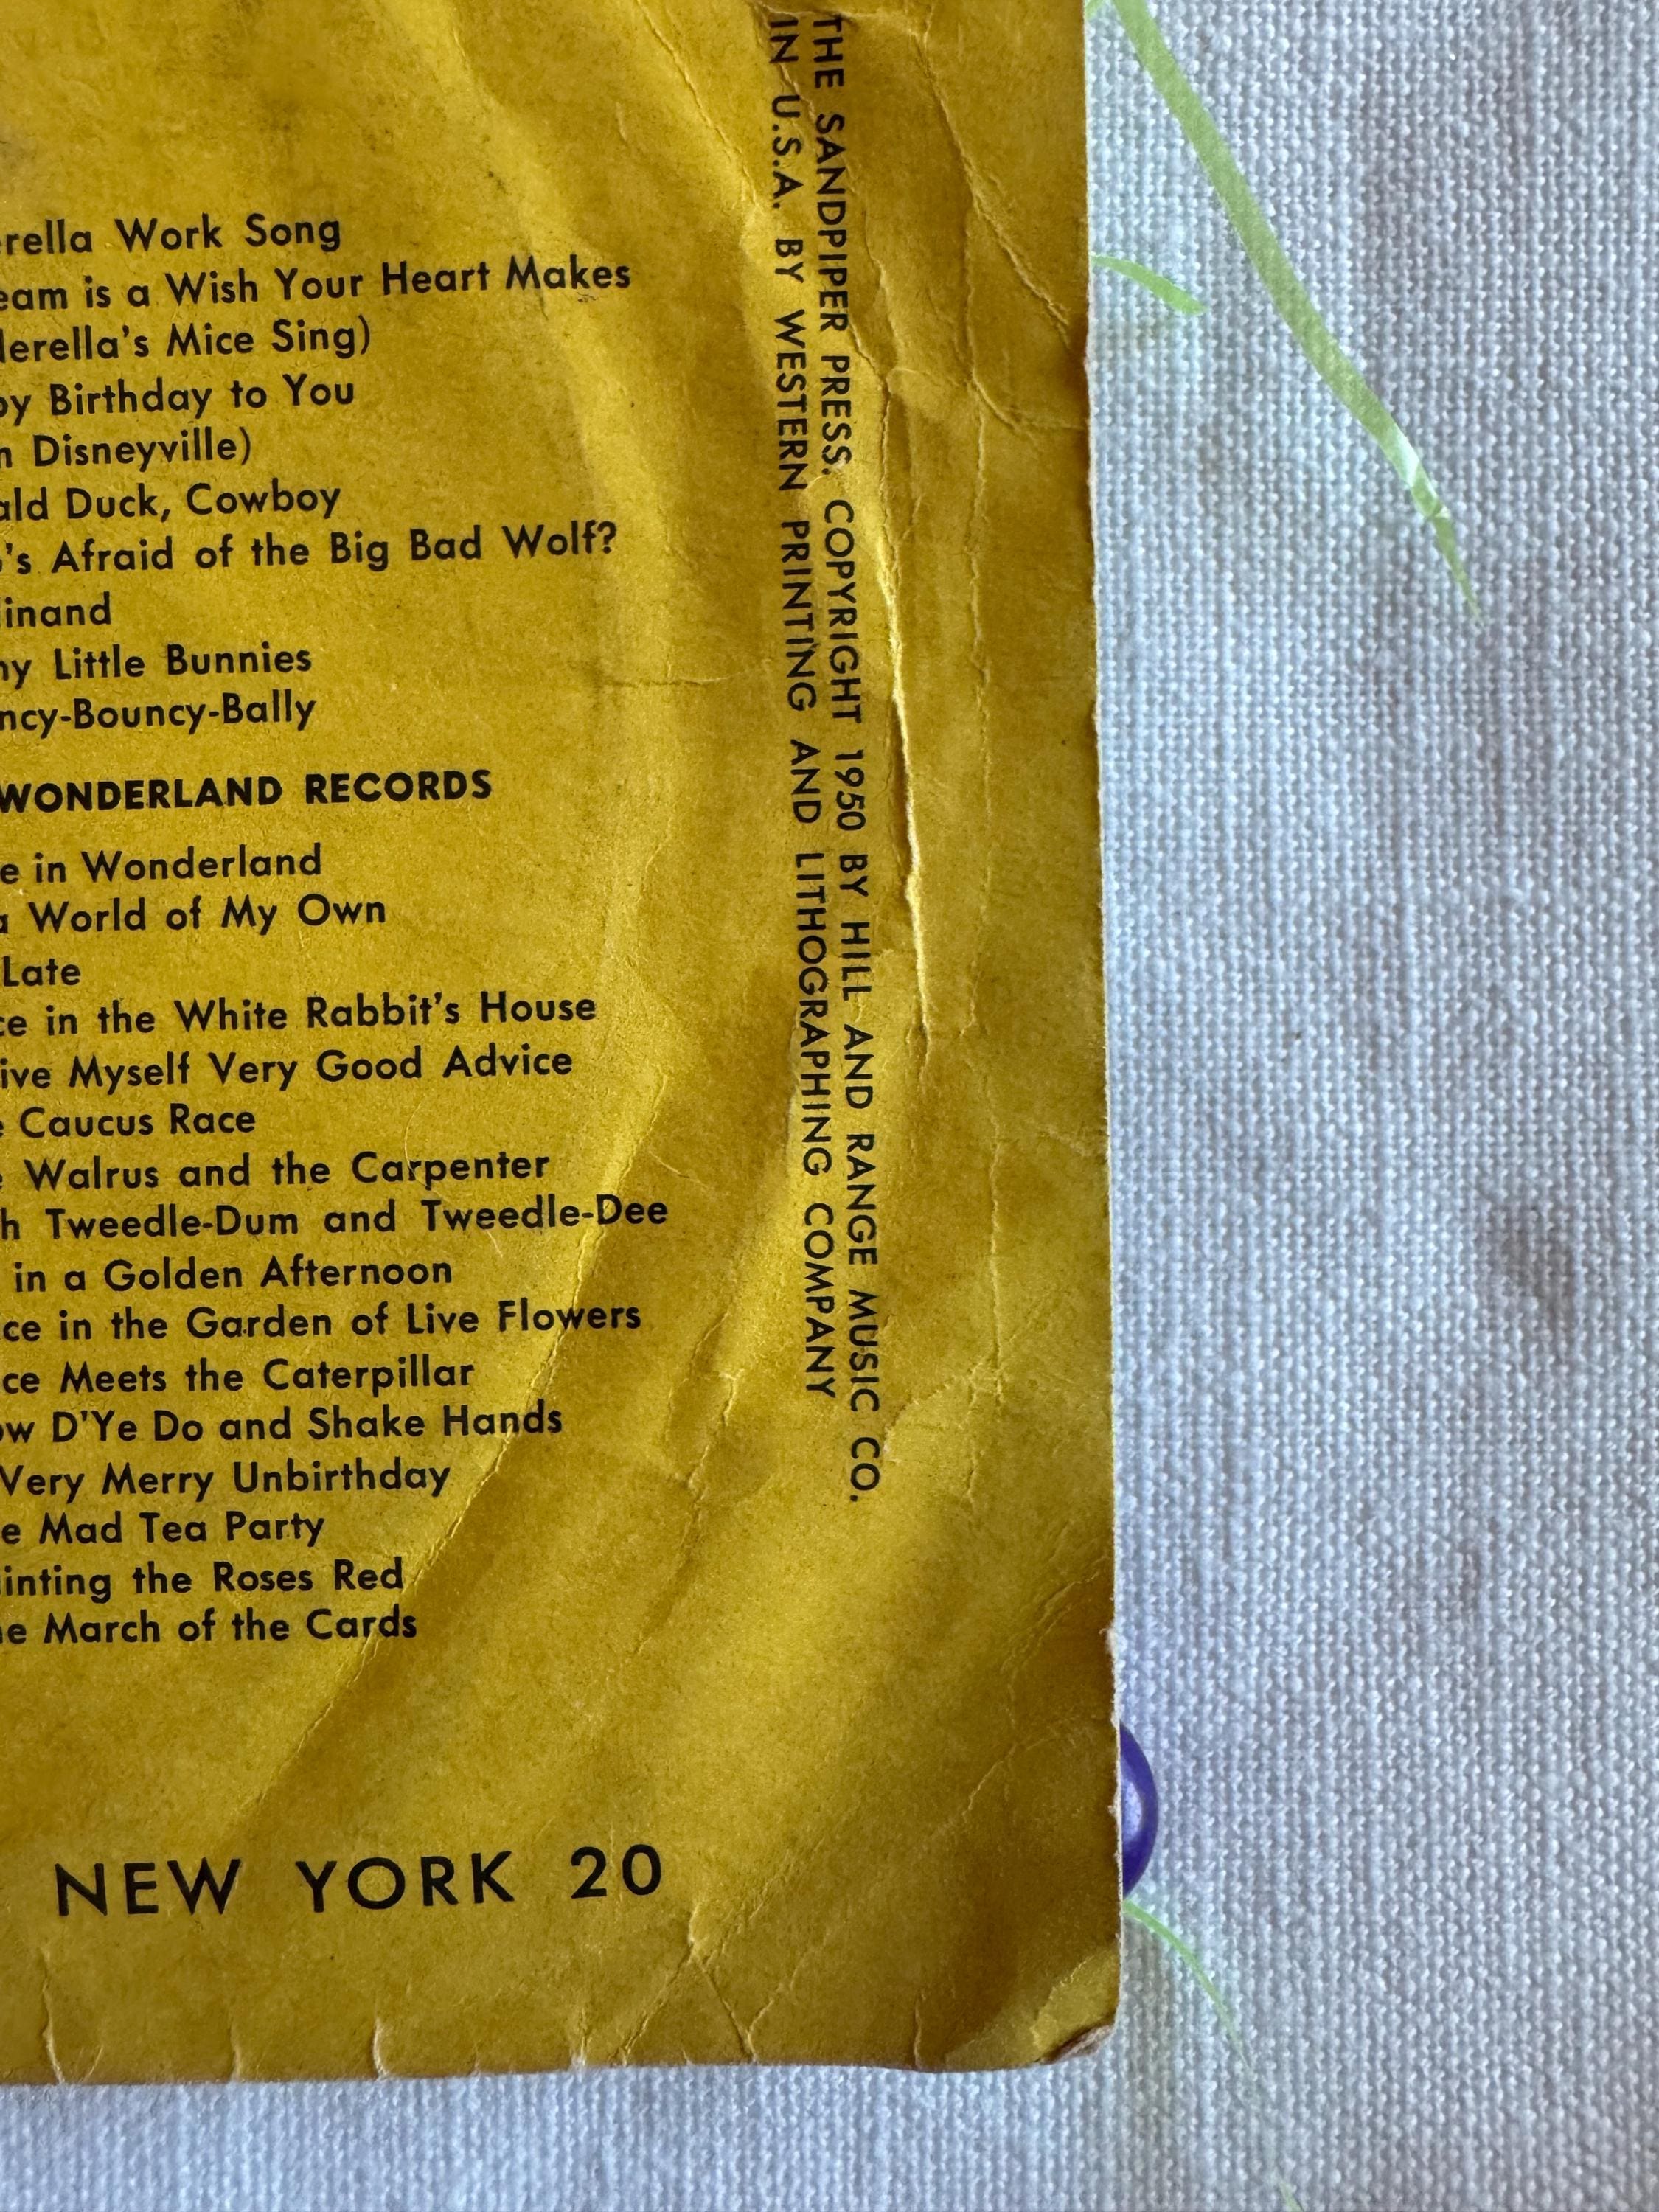 erella Work Song
eam is a Wish Your Heart Makes
derella's Mice Sing)
py Birthday to You
n Disneyville)
ald Duck, Cowboy
o's Afraid of the Big Bad Wolf?
dinand
ny Little Bunnies
ncy-Bouncy-Bally
WONDERLAND RECORDS
e in Wonderland
a World of My Own
Late
ce in the White Rabbit's House
ive Myself Very Good Advice
e Caucus Race
e Walrus and the Carpenter
h Tweedle-Dum and Tweedle-Dee
in a Golden Afternoon
ce in the Garden of Live Flowers
ce Meets the Caterpillar
ow D'Ye Do and Shake Hands
Very Merry Unbirthday
e Mad Tea Party
inting the Roses Red
he March of the Cards
NEW YORK 20
THE SANDPIPER PRESS. COPYRIGHT 1950 BY HILL AND RANGE MUSIC CO.
IN U.S.A. BY WESTERN PRINTING AND LITHOGRAPHING COMPANY